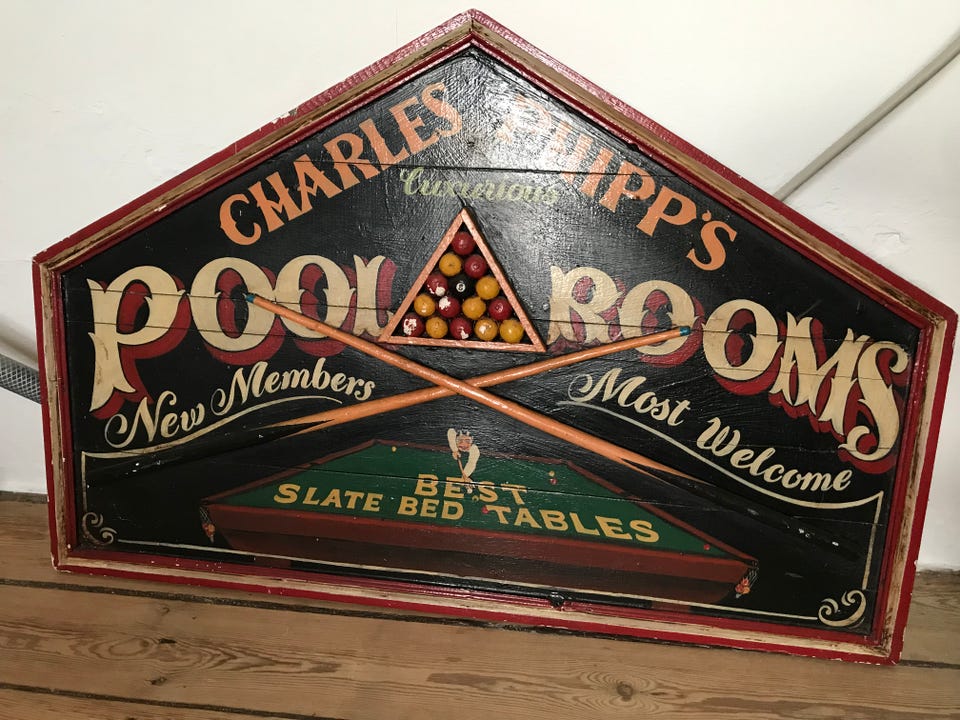 CHARLES PHIPP'S
Luxurious
POOL ROOMS
New Members Most Welcome
BEST
SLATE BED TABLES